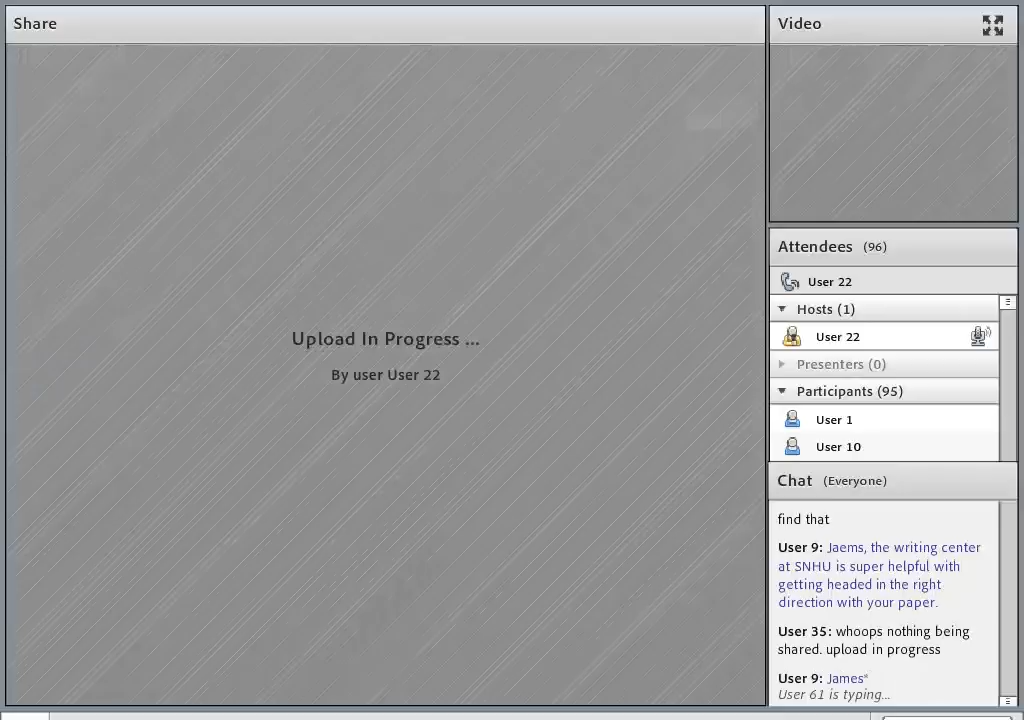 Share
Upload In Progress ...
By user User 22
Video
Attendees (96)
User 22
Hosts (1)
User 22
Presenters (0)
Participants (95)
User 1
User 10
Chat (Everyone)
find that
User 9: Jaems, the writing center
at SNHU is super helpful with
getting headed in the right
direction with your paper.
User 35: whoops nothing being
shared. upload in progress
User 9: James*
User 61 is typing...